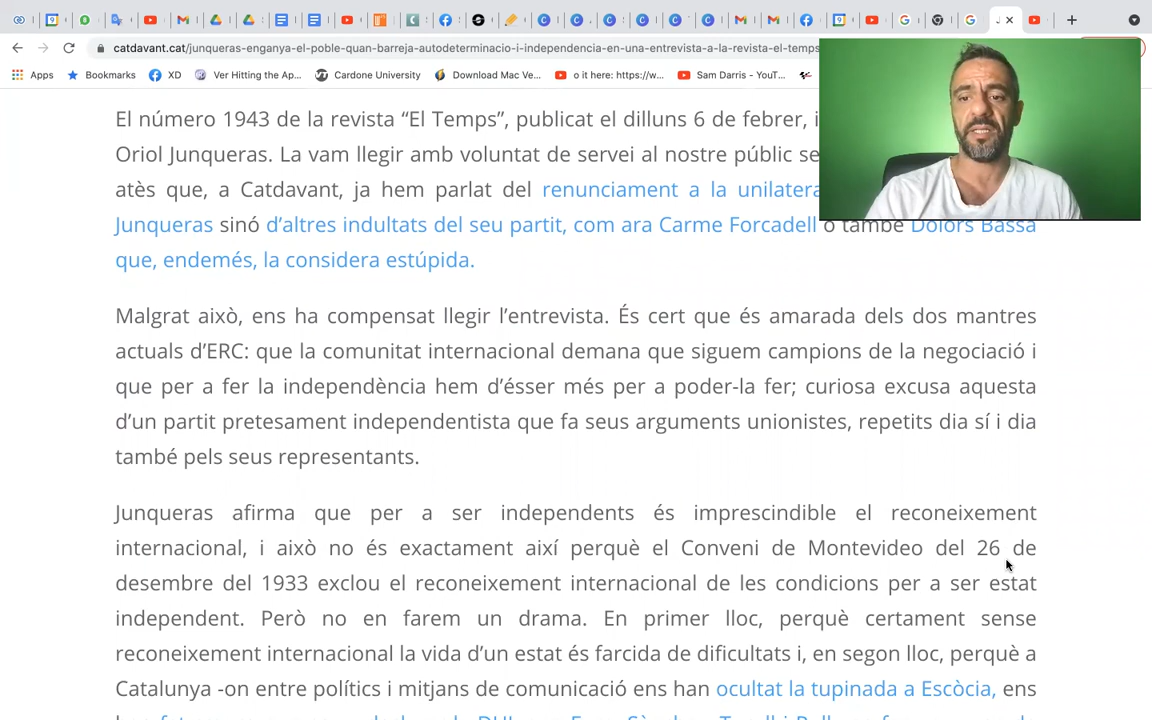 catdavant.cat/junqueras-enganya-el-poble-quan-barreja-autodeterminacio-i-independencia-en-una-entrevista-a-la-revista-el-temps
Apps Bookmarks XD Ver Hitting the Ap... Cardone University Download Mac Ve... o it here: https://w... Sam Darris - YouT...
El número 1943 de la revista “El Temps”, publicat el dilluns 6 de febrer,
Oriol Junqueras. La vam llegir amb voluntat de servei al nostre públic
atès que, a Catdavant, ja hem parlat del renunciament a la
Junqueras sinó d’altres indultats del seu partit, com ara Carme Forcadell o també Dolors Bassa
que, endemés, la considera estúpida.
Malgrat això, ens ha compensat llegir l’entrevista. És cert que és amarada dels dos mantres
actuals d’ERC: que la comunitat internacional demana que siguem campions de la negociació i
que per a fer la independència hem d’ésser més per a poder-la fer; curiosa excusa aquesta
d’un partit pretesament independentista que fa seus arguments unionistes, repetits dia sí i dia
també pels seus representants.
Junqueras afirma que per a ser independents és imprescindible el reconeixement
internacional, i això no és exactament així perquè el Conveni de Montevideo del 26 de
desembre del 1933 exclou el reconeixement internacional de les condicions per a ser estat
independent. Però no en farem un drama. En primer lloc, perquè certament sense
reconeixement internacional la vida d’un estat és farcida de dificultats i, en segon lloc, perquè a
Catalunya -on entre polítics i mitjans de comunicació ens han ocultat la tupinada a Escòcia, ens